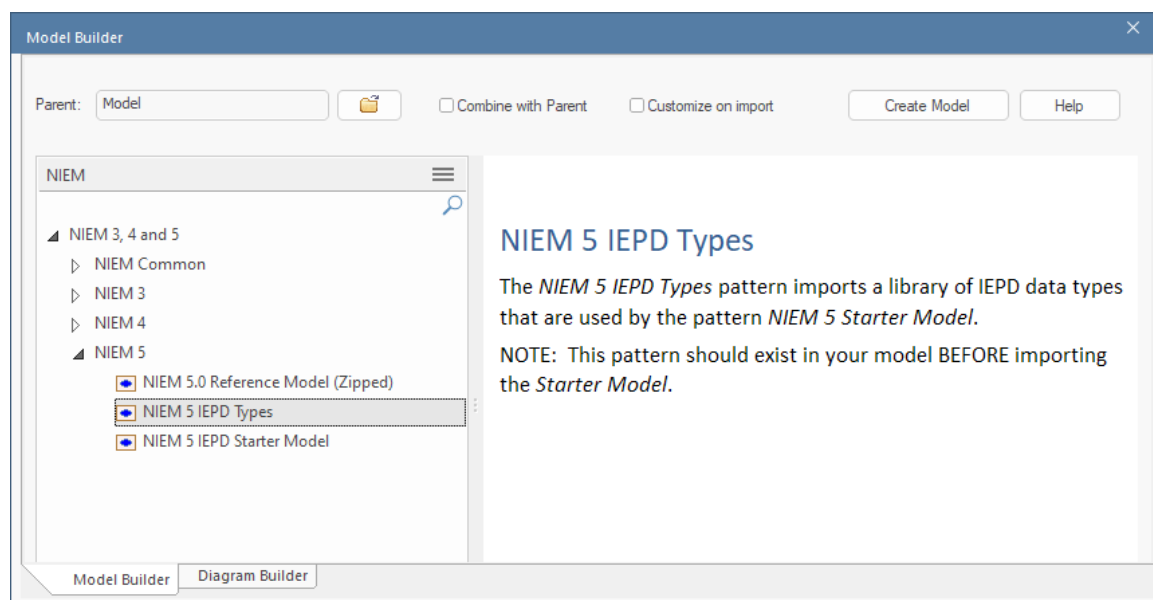 Model Builder
Parent: Model Combine with Parent Customize on import Create Model Help
NIEM
NIEM 3, 4 and 5
NIEM Common
NIEM 3
NIEM 4
NIEM 5
NIEM 5.0 Reference Model (Zipped)
NIEM 5 IEPD Types
NIEM 5 IEPD Starter Model
NIEM 5 IEPD Types
The NIEM 5 IEPD Types pattern imports a library of IEPD data types
that are used by the pattern NIEM 5 Starter Model.
NOTE: This pattern should exist in your model BEFORE importing
the Starter Model.
Model Builder Diagram Builder